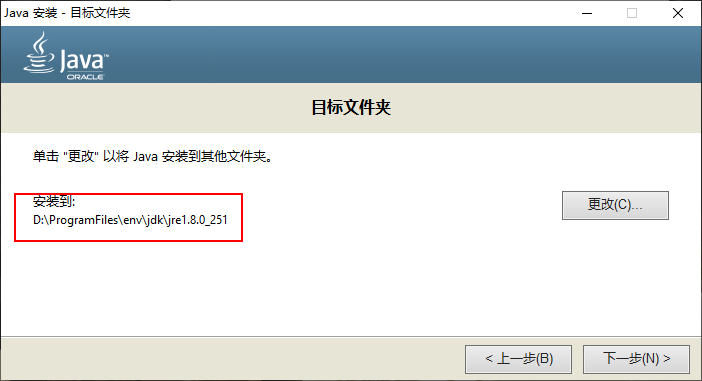 Java 安装 - 目标文件夹
Java™
ORACLE
目标文件夹
单击 "更改" 以将 Java 安装到其他文件夹。
安装到:
D:\ProgramFiles\env\jdk\jre1.8.0_251
更改(C)...
< 上一步(B)
下一步(N) >